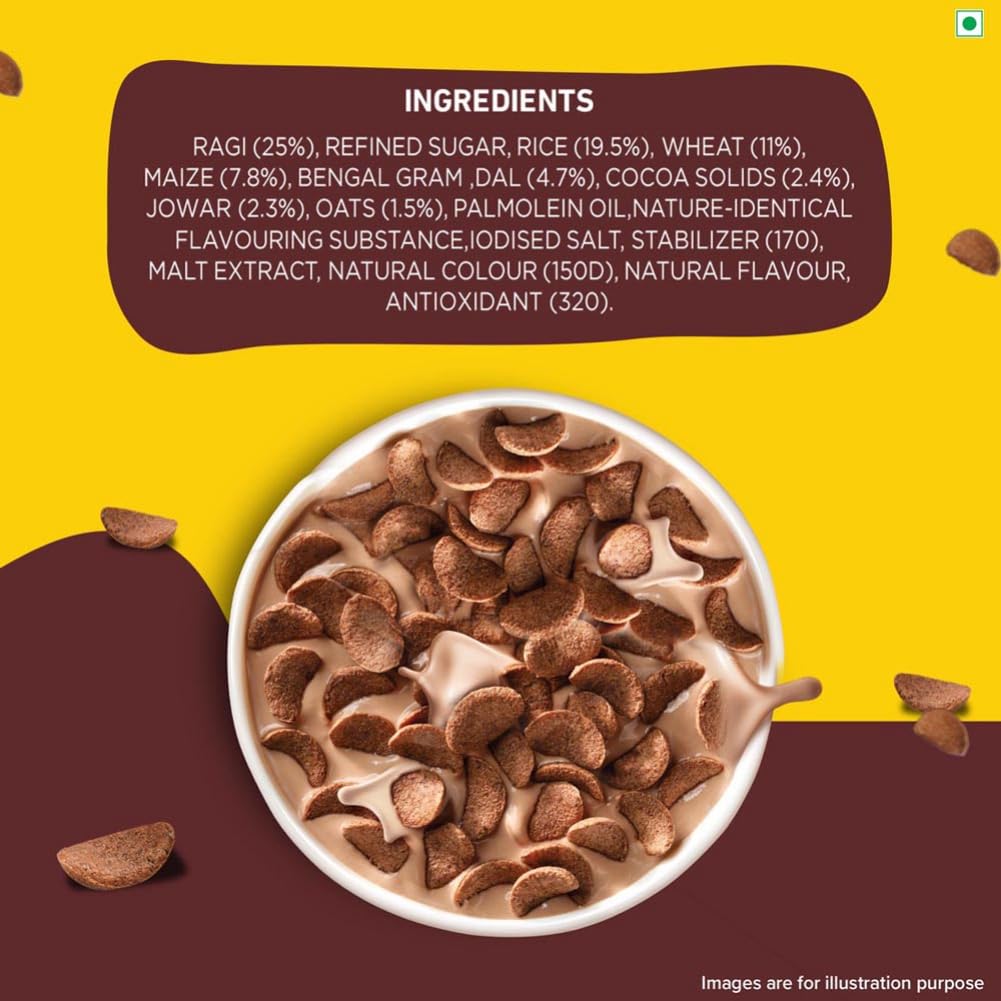 INGREDIENTS
RAGI (25%), REFINED SUGAR, RICE (19.5%), WHEAT (11%),
MAIZE (7.8%), BENGAL GRAM ,DAL (4.7%), COCOA SOLIDS (2.4%),
JOWAR (2.3%), OATS (1.5%), PALMOLEIN OIL,NATURE-IDENTICAL
FLAVOURING SUBSTANCE,IODISED SALT, STABILIZER (170),
MALT EXTRACT, NATURAL COLOUR (150D), NATURAL FLAVOUR,
ANTIOXIDANT (320).
Images are for illustration purpose